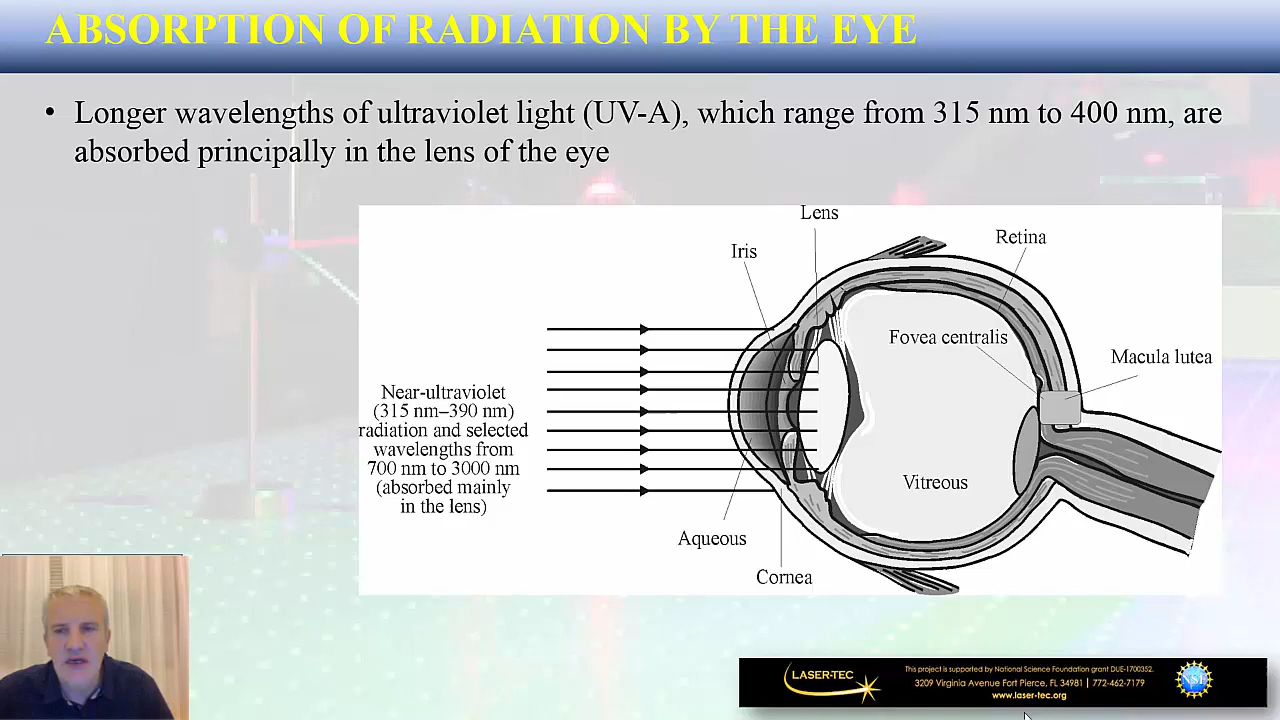 ABSORPTION OF RADIATION BY THE EYE
• Longer wavelengths of ultraviolet light (UV-A), which range from 315 nm to 400 nm, are
absorbed principally in the lens of the eye
Lens
Iris
Retina
Fovea centralis
Macula lutea
Near-ultraviolet
(315 nm–390 nm)
radiation and selected
wavelengths from
700 nm to 3000 nm
(absorbed mainly
in the lens)
Vitreous
Aqueous
Cornea
LASER-TEC
This project is supported by National Science Foundation grant DUE-1700352.
3209 Virginia Avenue Fort Pierce, FL 34981 | 772-462-7179
www.laser-tec.org
NSF